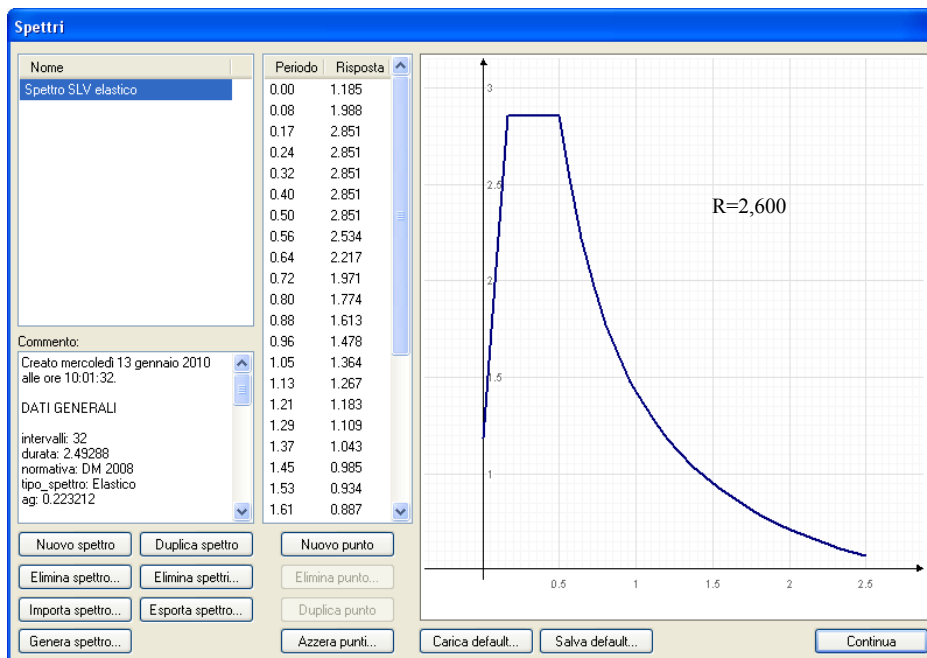 Spettri
Nome
Spettro SLV elastico
Commento:
Creato mercoledì 13 gennaio 2010
alle ore 10:01:32.
DATI GENERALI
intervalli: 32
durata: 2.49288
normativa: DM 2008
tipo_spettro: Elastico
ag: 0.223212
Nuovo spettro Duplica spettro
Elimina spettro... Elimina spettri...
Importa spettro... Esporta spettro...
Genera spettro...
Periodo Risposta
0.00 1.185
0.08 1.988
0.17 2.851
0.24 2.851
0.32 2.851
0.40 2.851
0.50 2.851
0.56 2.534
0.64 2.217
0.72 1.971
0.80 1.774
0.88 1.613
0.96 1.478
1.05 1.364
1.13 1.267
1.21 1.183
1.29 1.109
1.37 1.043
1.45 0.985
1.53 0.934
1.61 0.887
Nuovo punto
Elimina punto...
Duplica punto
Azzera punti...
3
2.5
2
1.5
1
R=2,600
0.5 1 1.5 2 2.5
Carica default... Salva default... Continua